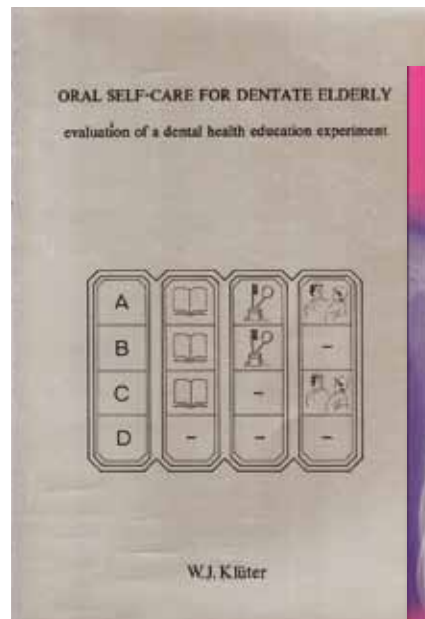 ORAL SELF-CARE FOR DENTATE ELDERLY
evaluation of a dental health education experiment
A
B -
C -
D - - -
W.J. Klüter